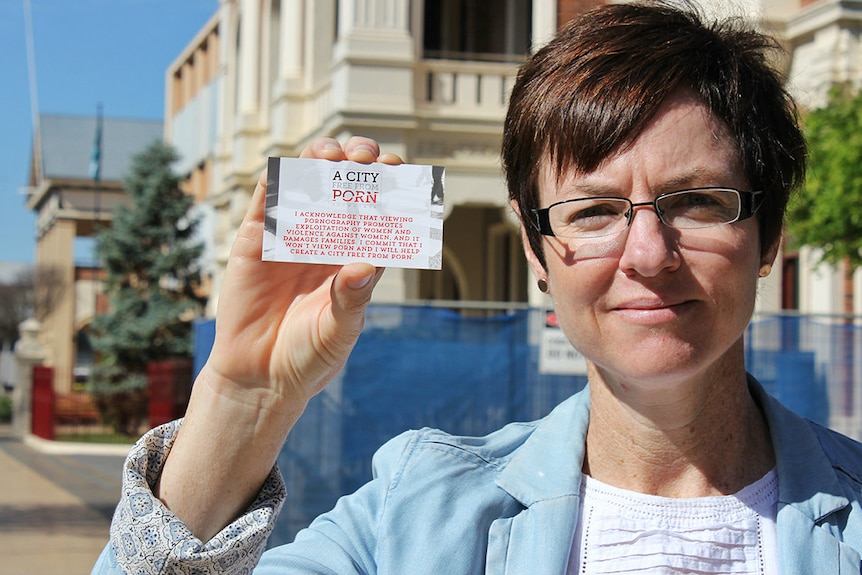 A CITY
FREE FROM
PORN
I ACKNOWLEDGE THAT VIEWING
PORNOGRAPHY PROMOTES
EXPLOITATION OF WOMEN AND
VIOLENCE AGAINST WOMEN, AND IT
DAMAGES FAMILIES. I COMMIT THAT I
WON'T VIEW PORN AND I WILL HELP
CREATE A CITY FREE FROM PORN.